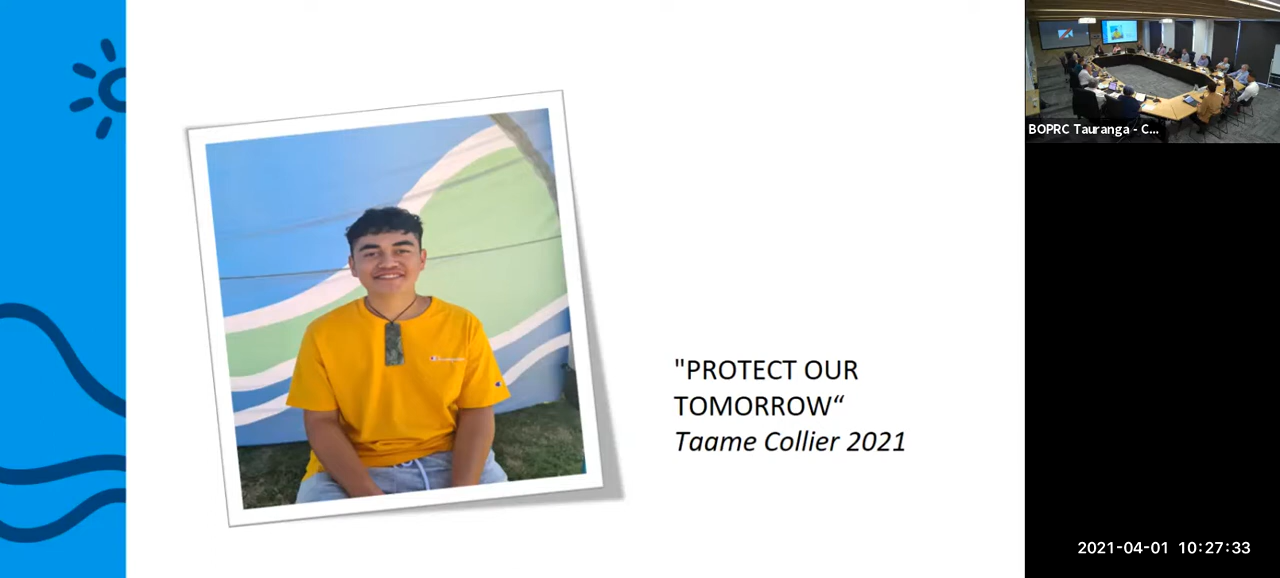 "PROTECT OUR
TOMORROW“
Taame Collier 2021
BOPRC Tauranga - C...
2021-04-01 10:27:33